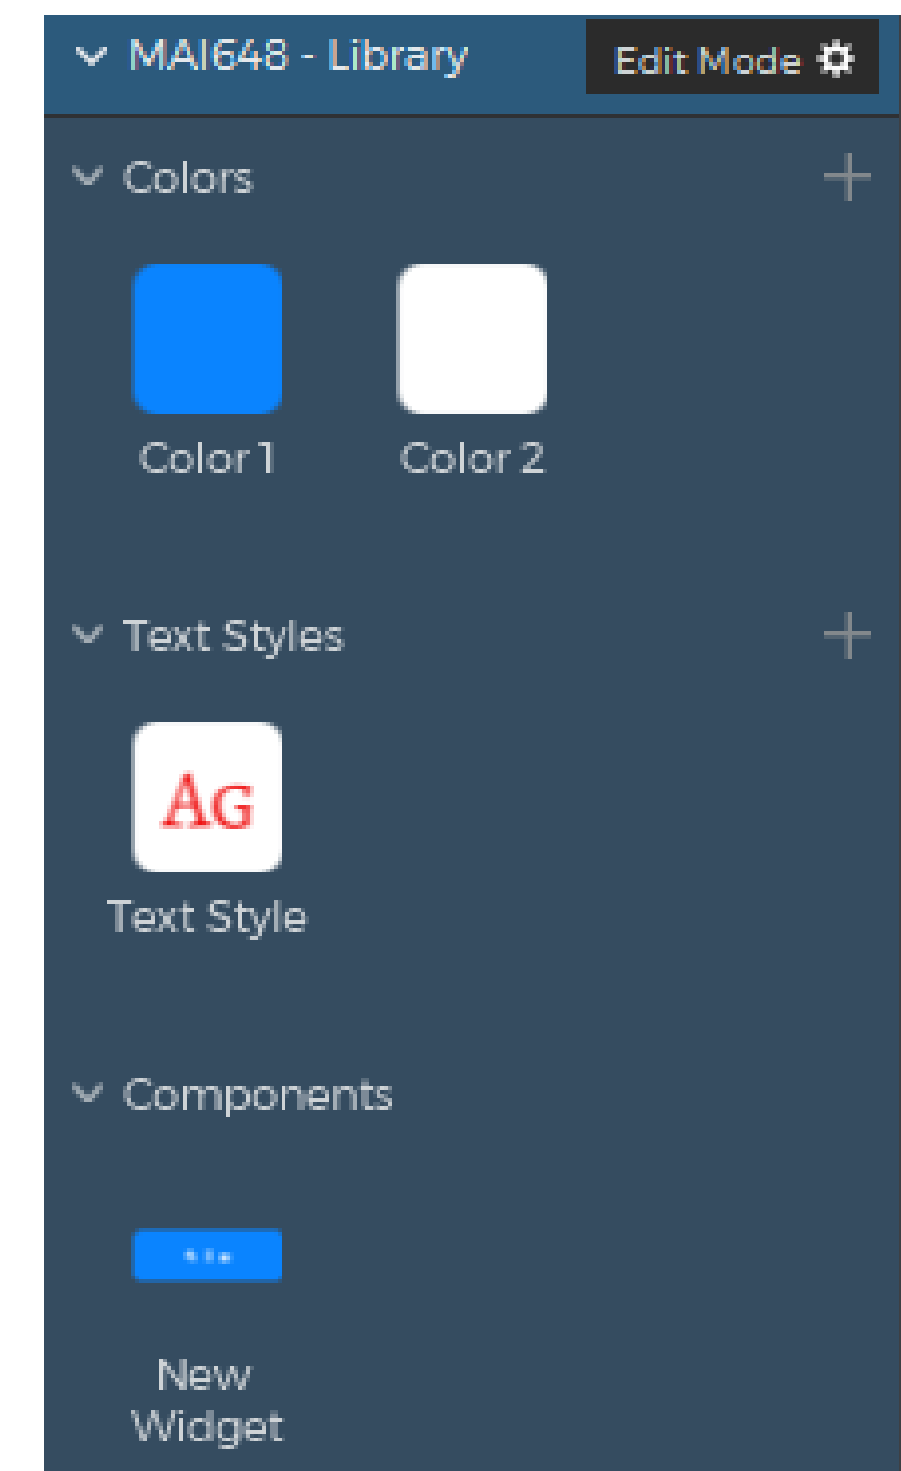 MAI648 - Library
Edit Mode
Colors
Color 1
Color 2
Text Styles
AG
Text Style
Components
New
Widget